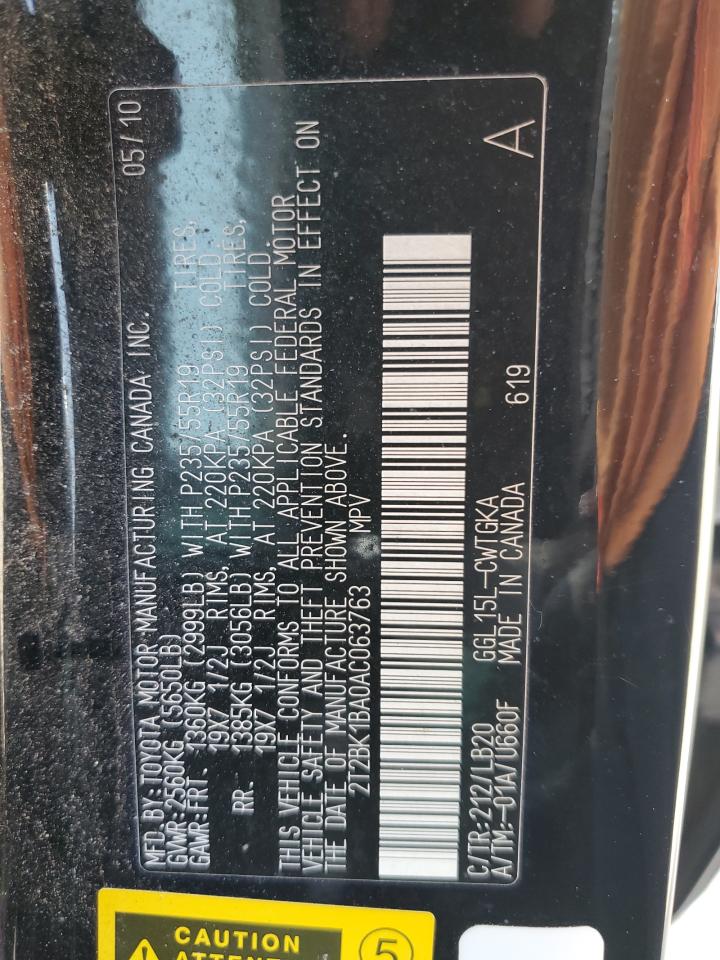 MFD. BY: TOYOTA MOTOR MANUFACTURING CANADA INC. 05/10
GVWR: 2560KG (5650LB)
GAWR: FRT. 1360KG (2999LB) WITH P235/55R19 TIRES,
19X7 1/2J RIMS, AT 220KPA (32PSI) COLD.
RR. 1385KG (3056LB) WITH P235/55R19 TIRES,
19X7 1/2J RIMS, AT 220KPA (32PSI) COLD.
THIS VEHICLE CONFORMS TO ALL APPLICABLE FEDERAL MOTOR
VEHICLE SAFETY AND THEFT PREVENTION STANDARDS IN EFFECT ON
THE DATE OF MANUFACTURE SHOWN ABOVE.
2T2BK1BA0AC063763 MPV
C/TR: 212/LB20 GGL15L-CWTGKA
A/TM: -01A/U660F MADE IN CANADA 619 A
CAUTION
5